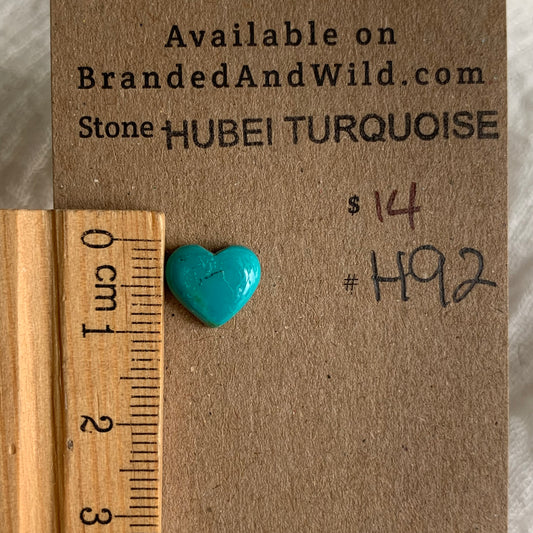 Available on
BrandedAndWild.com
Stone - HUBEI TURQUOISE
$ 14
# H92
0 cm
1
2
3